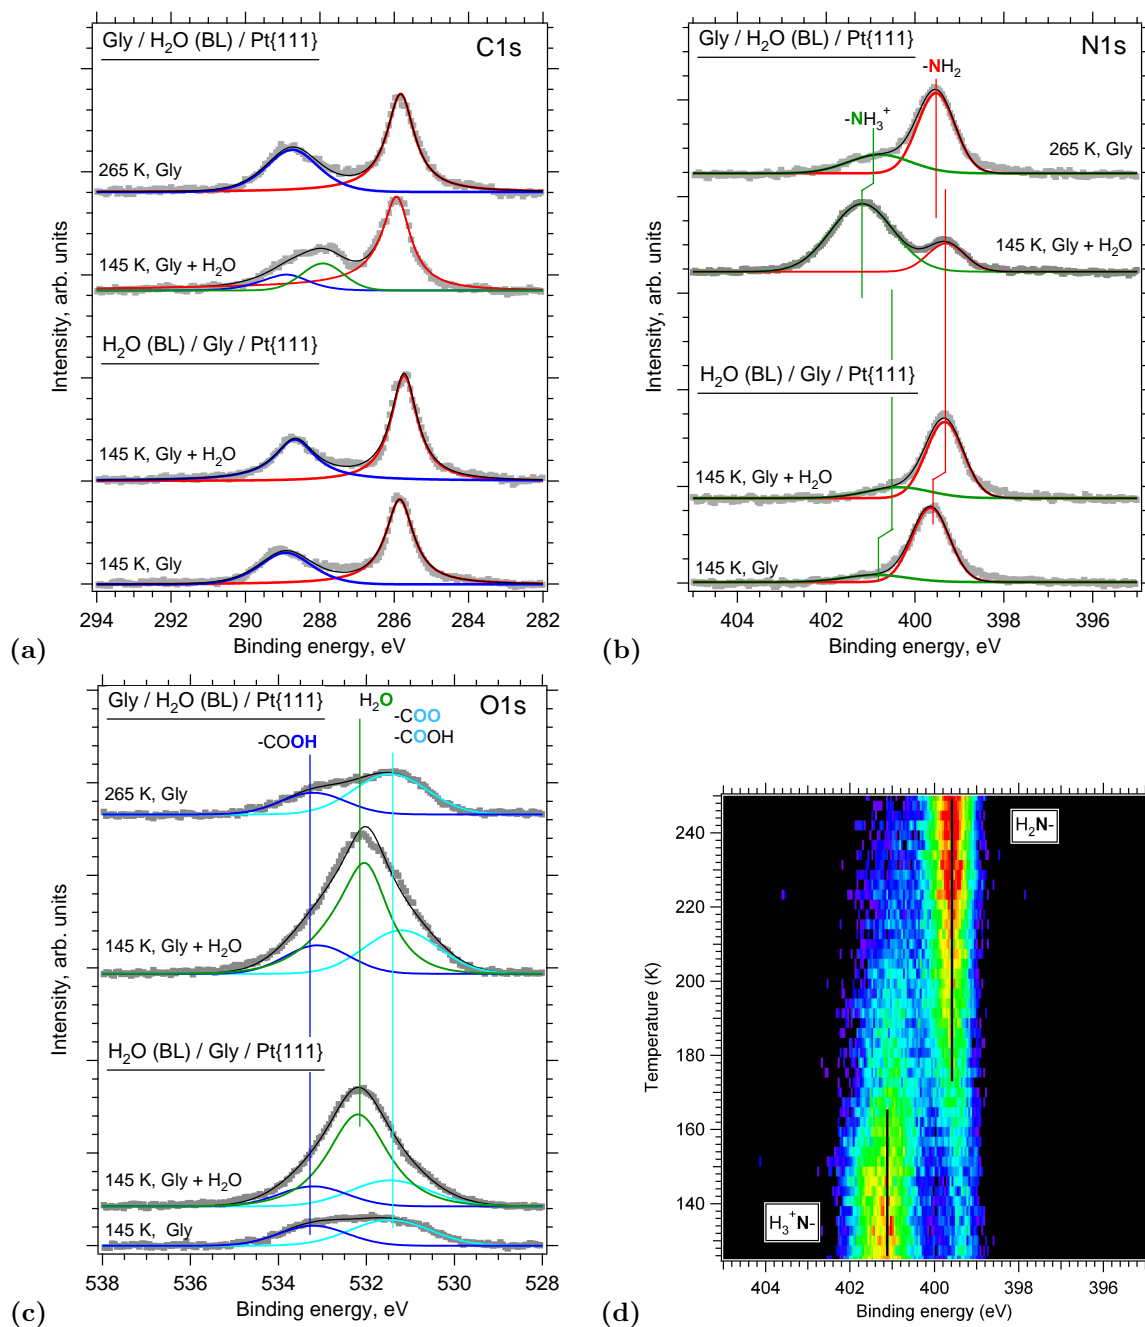 Gly / H₂O (BL) / Pt{111}
C1s
265 K, Gly
145 K, Gly + H₂O
H₂O (BL) / Gly / Pt{111}
145 K, Gly + H₂O
145 K, Gly
Intensity, arb. units
294 292 290 288 286 284 282
Binding energy, eV
(a)
Gly / H₂O (BL) / Pt{111}
N1s
-NH₂
-NH₃⁺
265 K, Gly
145 K, Gly + H₂O
H₂O (BL) / Gly / Pt{111}
145 K, Gly + H₂O
145 K, Gly
Intensity, arb. units
404 402 400 398 396
Binding energy, eV
(b)
Gly / H₂O (BL) / Pt{111}
O1s
H₂O
-COO
-COOH
-COOH
265 K, Gly
145 K, Gly + H₂O
H₂O (BL) / Gly / Pt{111}
145 K, Gly + H₂O
145 K, Gly
Intensity, arb. units
538 536 534 532 530 528
Binding energy, eV
(c)
H₂N-
H₃⁺N-
240
220
200
180
160
140
Temperature (K)
404 402 400 398 396
Binding energy (eV)
(d)